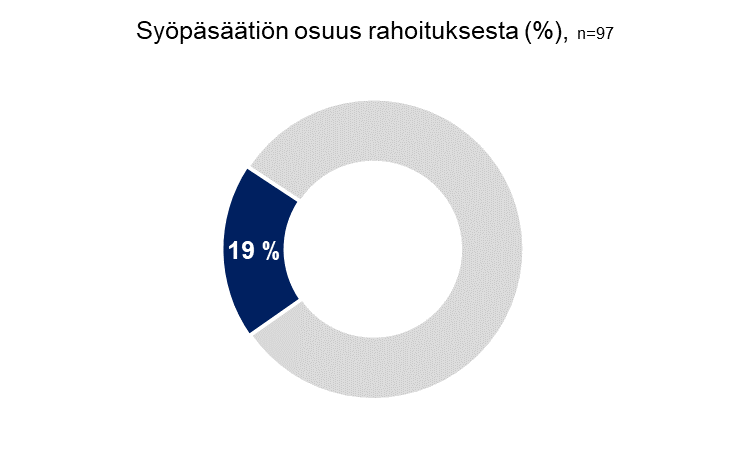 Syöpäsäätiön osuus rahoituksesta (%), n=97
19 %